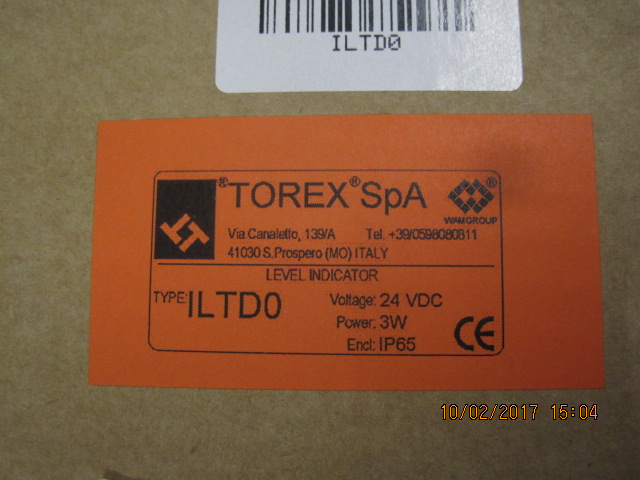 ILTD0
®TOREX®SpA
®
WAMGROUP
Via Canaletto, 139/A Tel. +39/0598080811
41030 S.Prospero (MO) ITALY
LEVEL INDICATOR
TYPE: ILTD0
Voltage: 24 VDC
Power: 3W
Encl: IP65
CE
10/02/2017 15:04